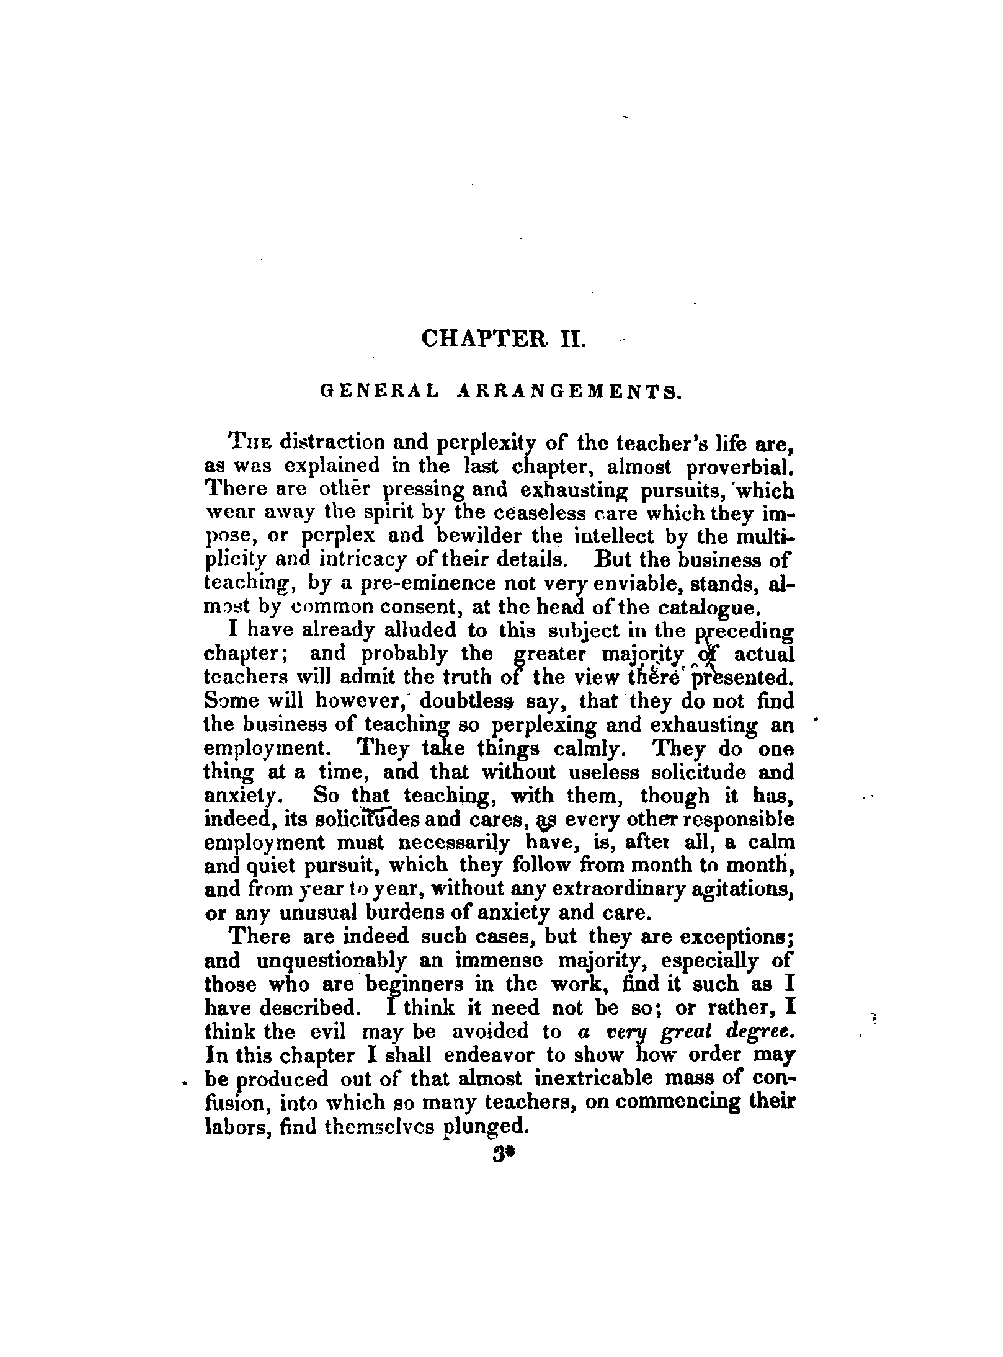 CHAPTER II.
GENERAL ARRANGEMENTS.
THE distraction and perplexity of the teacher's life are,
as was explained in the last chapter, almost proverbial.
There are other pressing and exhausting pursuits, which
wear away the spirit by the ceaseless care which they im-
pose, or perplex and bewilder the intellect by the multi-
plicity and intricacy of their details. But the business of
teaching, by a pre-eminence not very enviable, stands, al-
most by common consent, at the head of the catalogue.
I have already alluded to this subject in the preceding
chapter; and probably the greater majority of actual
teachers will admit the truth of the view there presented.
Some will however, doubtless say, that they do not find
the business of teaching so perplexing and exhausting an
employment. They take things calmly. They do one
thing at a time, and that without useless solicitude and
anxiety. So that teaching, with them, though it has,
indeed, its solicitudes and cares, as every other responsible
employment must necessarily have, is, after all, a calm
and quiet pursuit, which they follow from month to month,
and from year to year, without any extraordinary agitations,
or any unusual burdens of anxiety and care.
There are indeed such cases, but they are exceptions;
and unquestionably an immense majority, especially of
those who are beginners in the work, find it such as I
have described. I think it need not be so; or rather, I
think the evil may be avoided to a very great degree.
In this chapter I shall endeavor to show how order may
be produced out of that almost inextricable mass of con-
fusion, into which so many teachers, on commencing their
labors, find themselves plunged.
3*